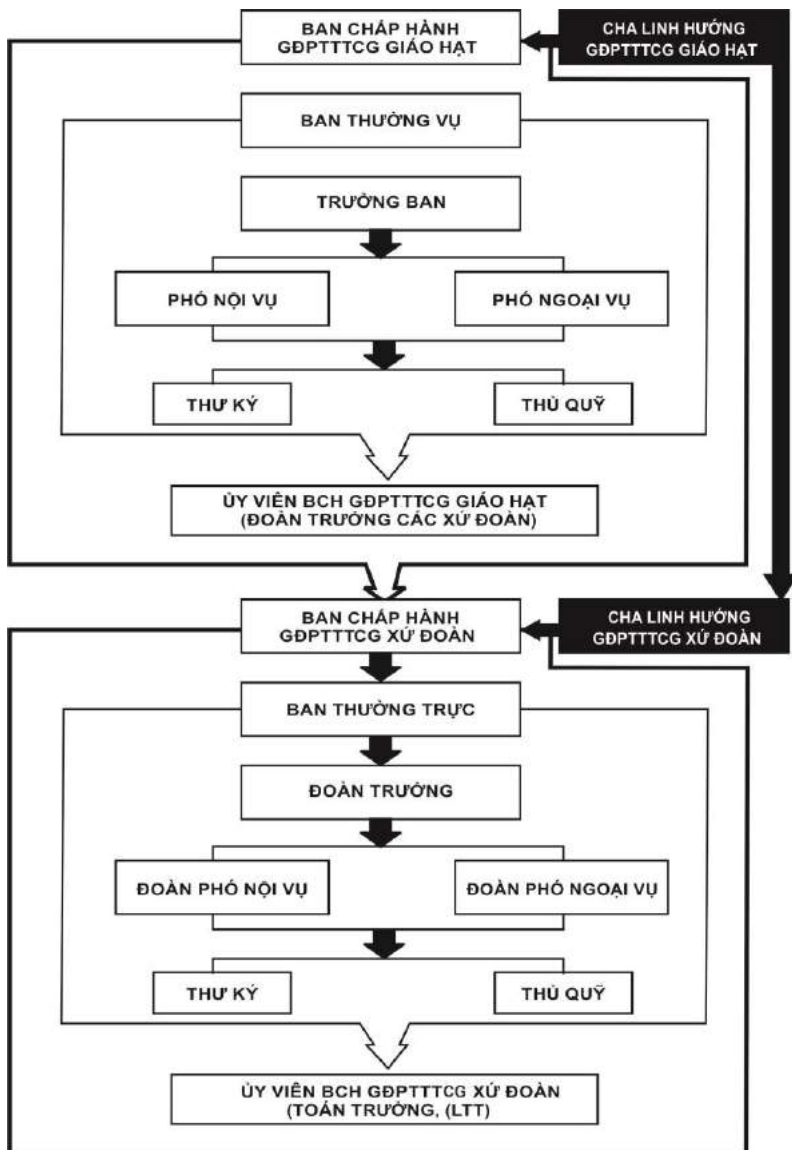 BAN CHẤP HÀNH
GĐPTTTCG GIÁO HẠT
CHA LINH HƯỚNG
GĐPTTTCG GIÁO HẠT
BAN THƯỜNG VỤ
TRƯỞNG BAN
PHÓ NỘI VỤ
PHÓ NGOẠI VỤ
THƯ KÝ
THỦ QUỸ
ỦY VIÊN BCH GĐPTTTCG GIÁO HẠT
(ĐOÀN TRƯỞNG CÁC XỨ ĐOÀN)
BAN CHẤP HÀNH
GĐPTTTCG XỨ ĐOÀN
CHA LINH HƯỚNG
GĐPTTTCG XỨ ĐOÀN
BAN THƯỜNG TRỰC
ĐOÀN TRƯỞNG
ĐOÀN PHÓ NỘI VỤ
ĐOÀN PHÓ NGOẠI VỤ
THƯ KÝ
THỦ QUỸ
ỦY VIÊN BCH GĐPTTTCG XỨ ĐOÀN
(TOÁN TRƯỞNG, (LTT)